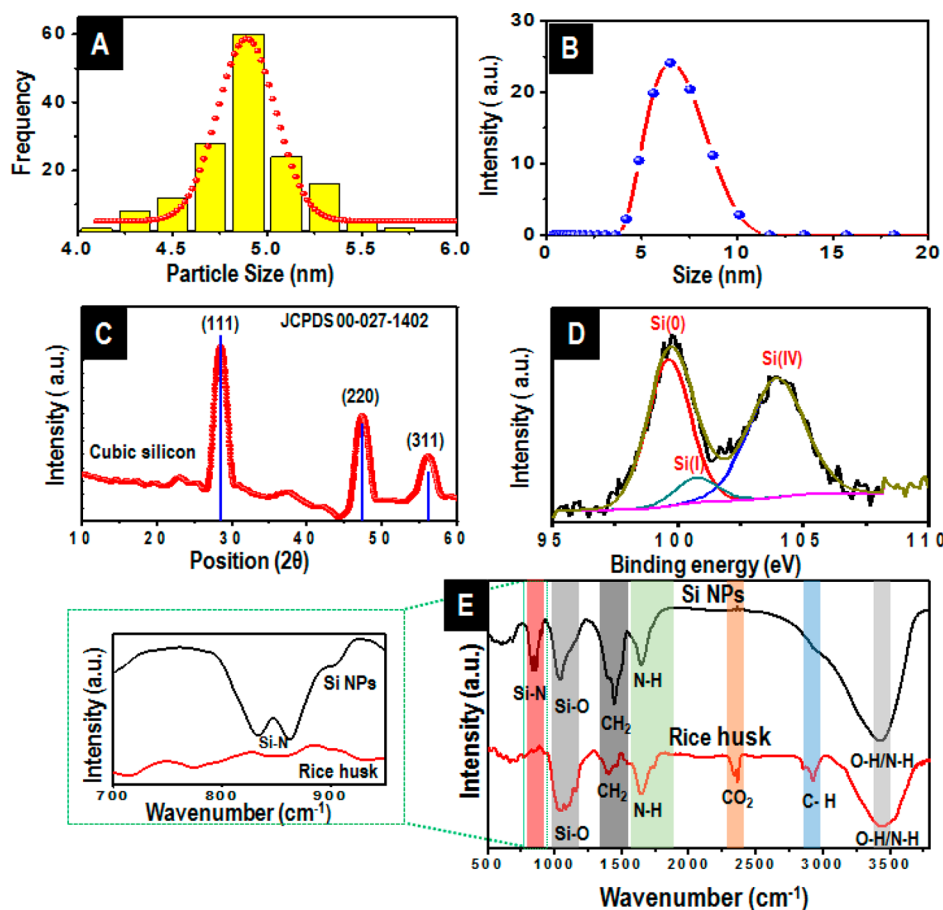 A
Frequency
60
40
20
4.0 4.5 5.0 5.5 6.0
Particle Size (nm)
B
Intensity ( a.u.)
30
20
10
0
0 5 10 15 20
Size (nm)
C
(111)
JCPDS 00-027-1402
(220)
(311)
Cubic silicon
Intensity ( a.u.)
10 20 30 40 50 60
Position (2θ)
D
Si(0)
Si(IV)
Si(I)
Intensity ( a.u.)
95 100 105 110
Binding energy (eV)
Intensity (a.u.)
Si NPs
Si-N
Rice husk
700 800 900
Wavenumber (cm-1)
E
Si NPs
Si-N
Si-O
CH2
N-H
O-H/N-H
Rice husk
Si-O
CH2
N-H
CO2
C- H
O-H/N-H
Intensity (a.u.)
500 1000 1500 2000 2500 3000 3500
Wavenumber (cm-1)